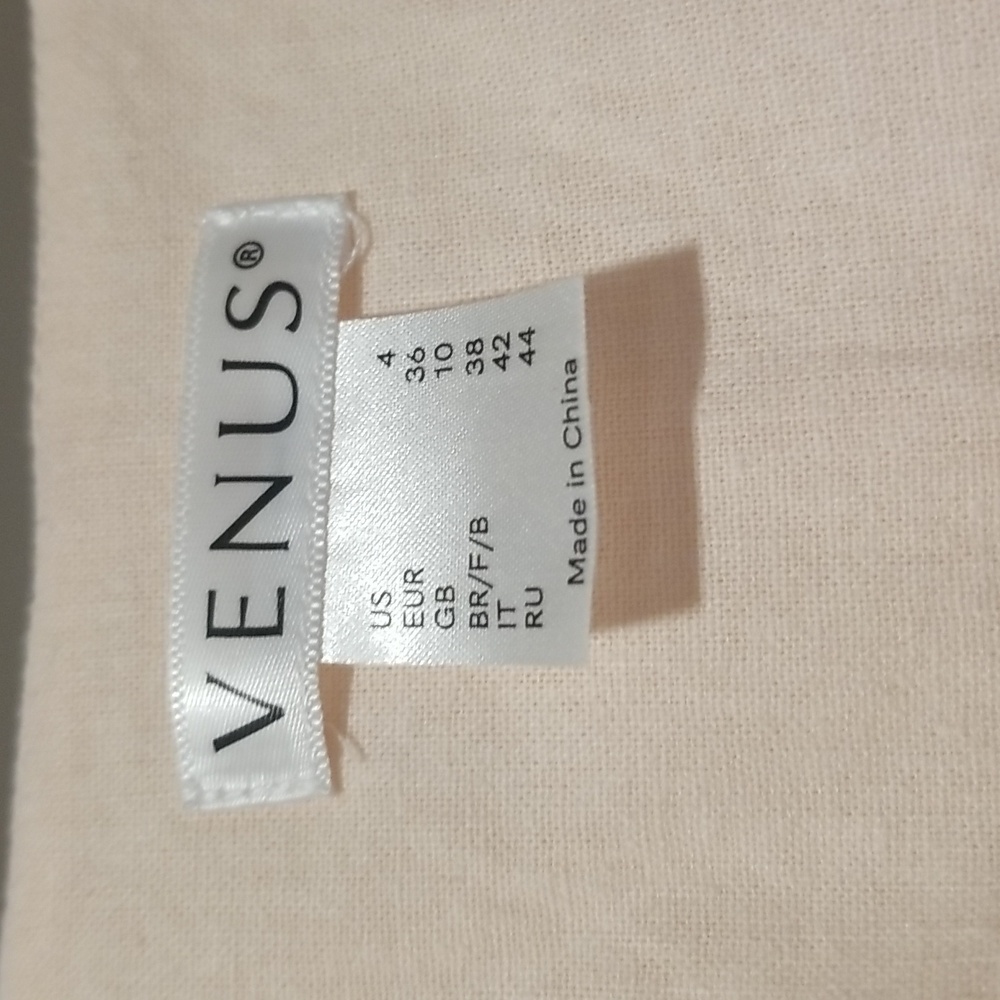 VENUS®
US 4
EUR 36
GB 10
BR/F/B 38
IT 42
RU 44
Made in China